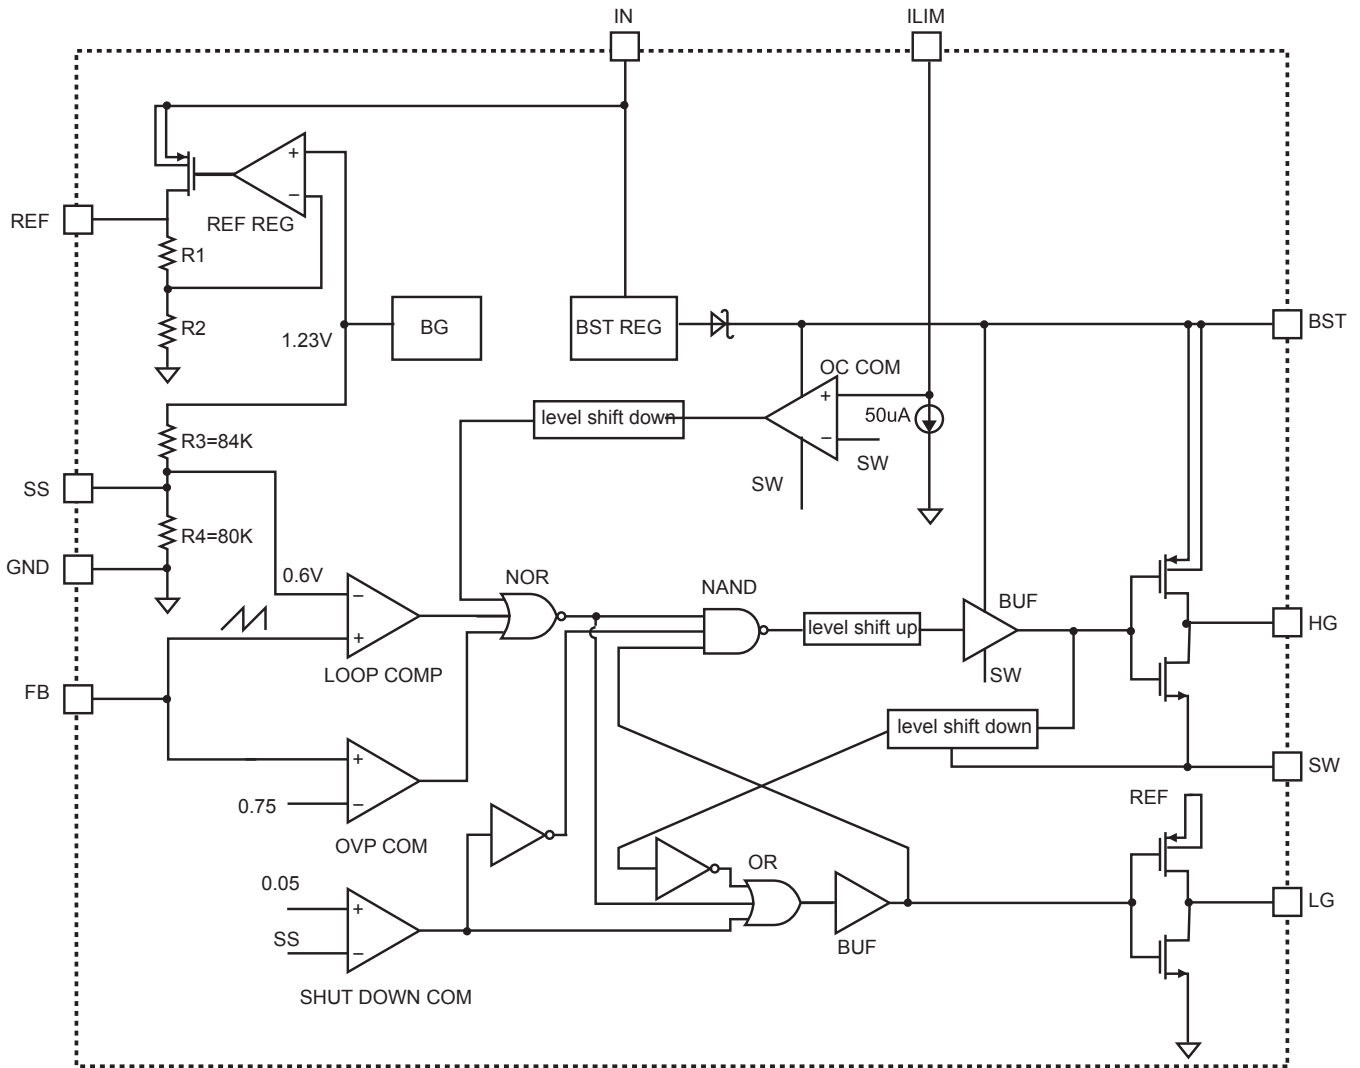 IN
ILIM
+
−
REF
REF REG
R1
R2
1.23V
BG
BST REG
BST
OC COM
+
−
50uA
level shift down
SW
SW
R3=84K
SS
R4=80K
GND
0.6V
NOR
NAND
−
+
BUF
level shift up
HG
LOOP COMP
SW
FB
level shift down
+
−
0.75
SW
REF
OVP COM
OR
0.05
+
SS
−
BUF
LG
SHUT DOWN COM